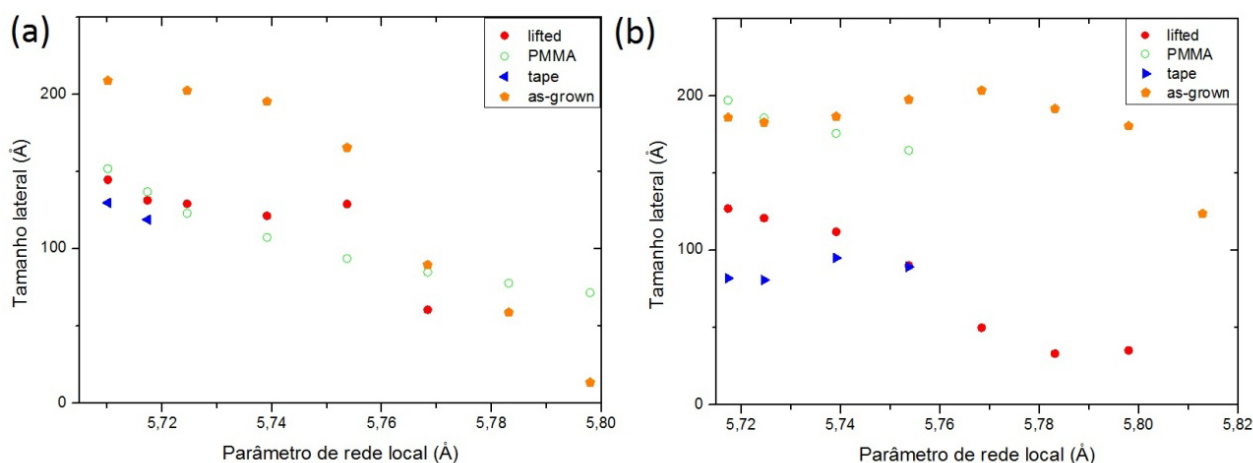 (a)
lifted
PMMA
tape
as-grown
Tamanho lateral (Å)
200
100
0
5,72
5,74
5,76
5,78
5,80
Parâmetro de rede local (Å)
(b)
lifted
PMMA
tape
as-grown
Tamanho lateral (Å)
200
100
0
5,72
5,74
5,76
5,78
5,80
5,82
Parâmetro de rede local (Å)